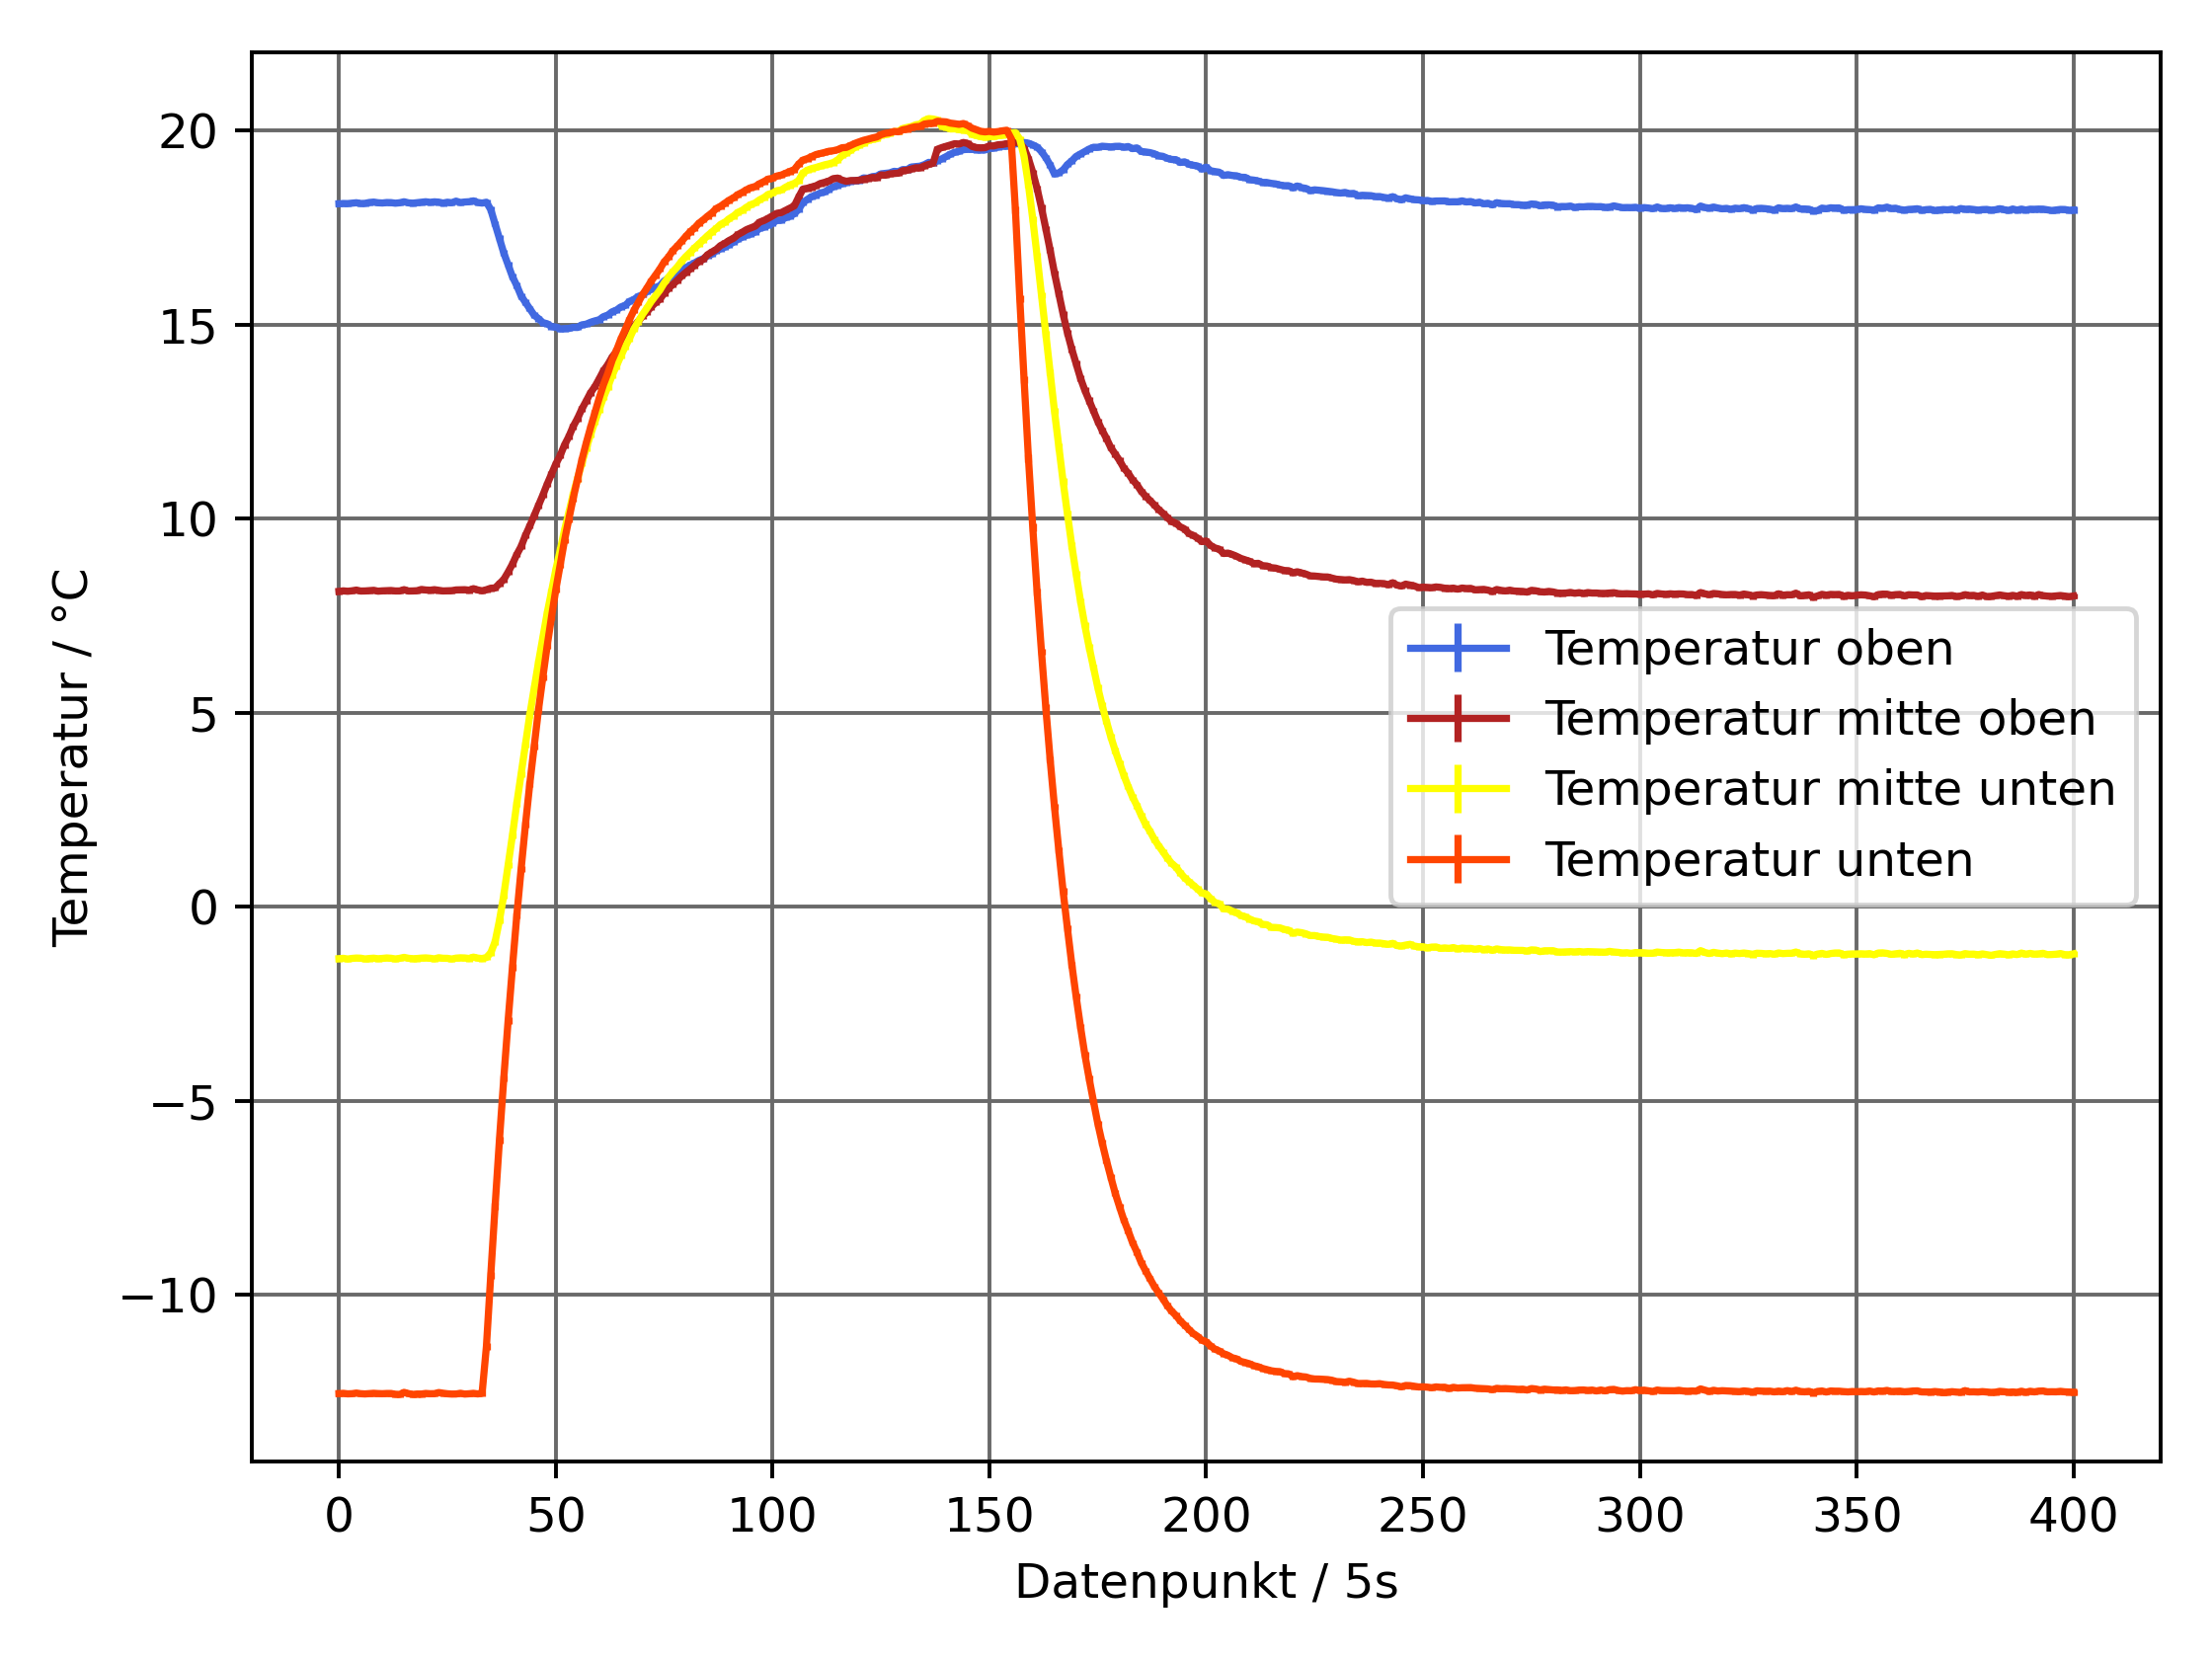 Temperatur / °C
20
15
10
5
0
−5
−10
Temperatur oben
Temperatur mitte oben
Temperatur mitte unten
Temperatur unten
0 50 100 150 200 250 300 350 400
Datenpunkt / 5s